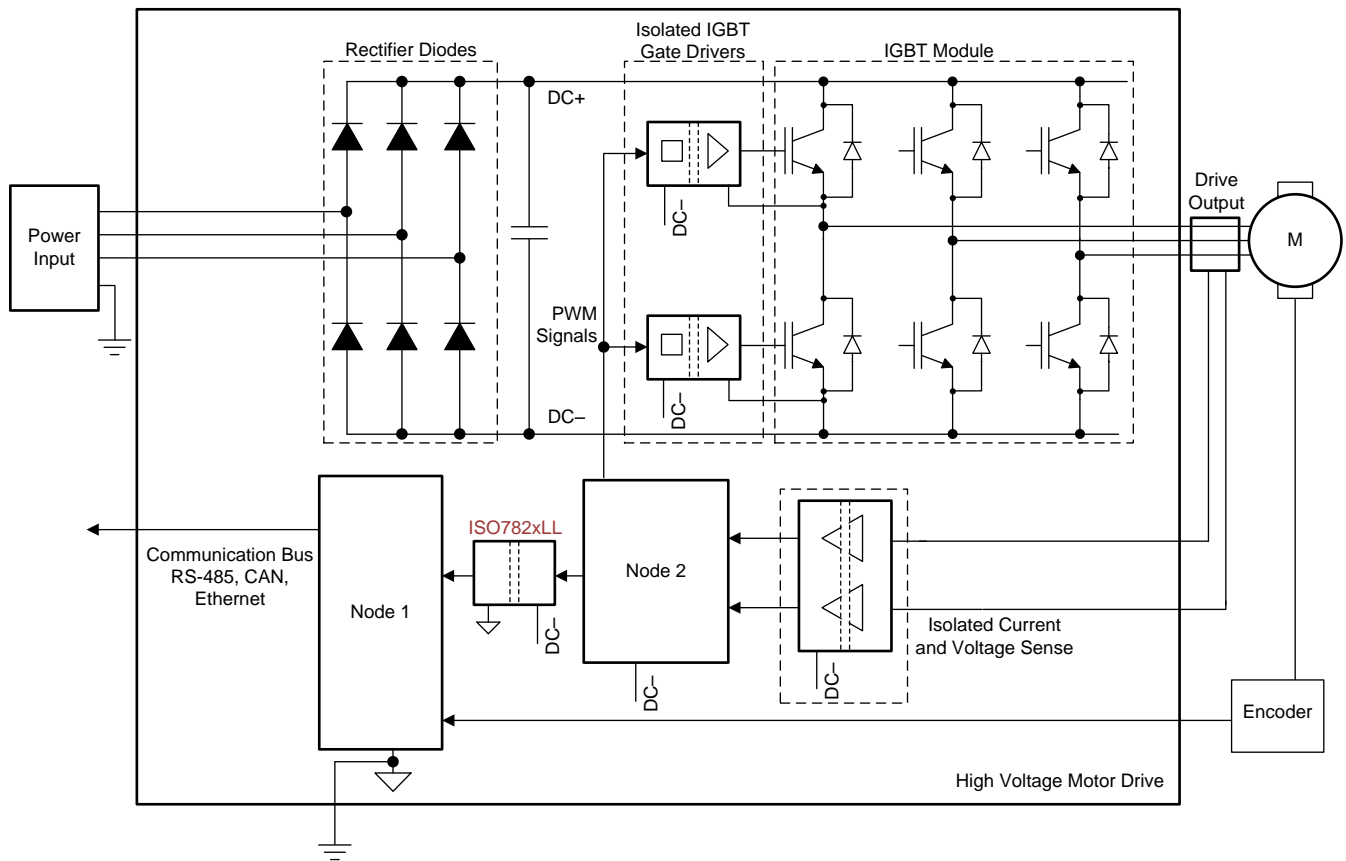 Isolated IGBT
Gate Drivers
Rectifier Diodes
IGBT Module
DC+
Power
Input
DC–
Drive
Output
M
PWM
Signals
DC–
DC–
ISO782xLL
Communication Bus
RS-485, CAN,
Ethernet
Node 1
Node 2
DC–
DC–
DC–
Isolated Current
and Voltage Sense
Encoder
High Voltage Motor Drive